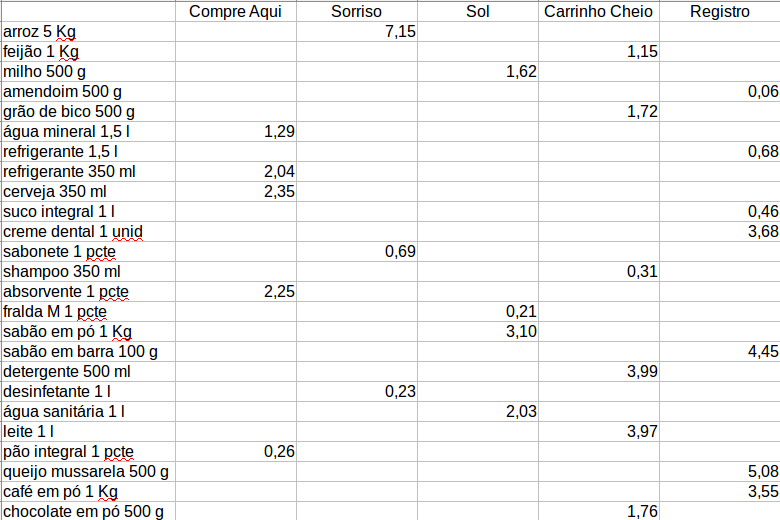 Compre Aqui Sorriso Sol Carrinho Cheio Registro
arroz 5 Kg 7,15
feijão 1 Kg 1,15
milho 500 g 1,62
amendoim 500 g 0,06
grão de bico 500 g 1,72
água mineral 1,5 l 1,29
refrigerante 1,5 l 0,68
refrigerante 350 ml 2,04
cerveja 350 ml 2,35
suco integral 1 l 0,46
creme dental 1 unid 3,68
sabonete 1 pcte 0,69
shampoo 350 ml 0,31
absorvente 1 pcte 2,25
fralda M 1 pcte 0,21
sabão em pó 1 Kg 3,10
sabão em barra 100 g 4,45
detergente 500 ml 3,99
desinfetante 1 l 0,23
água sanitária 1 l 2,03
leite 1 l 3,97
pão integral 1 pcte 0,26
queijo mussarela 500 g 5,08
café em pó 1 Kg 3,55
chocolate em pó 500 g 1,76